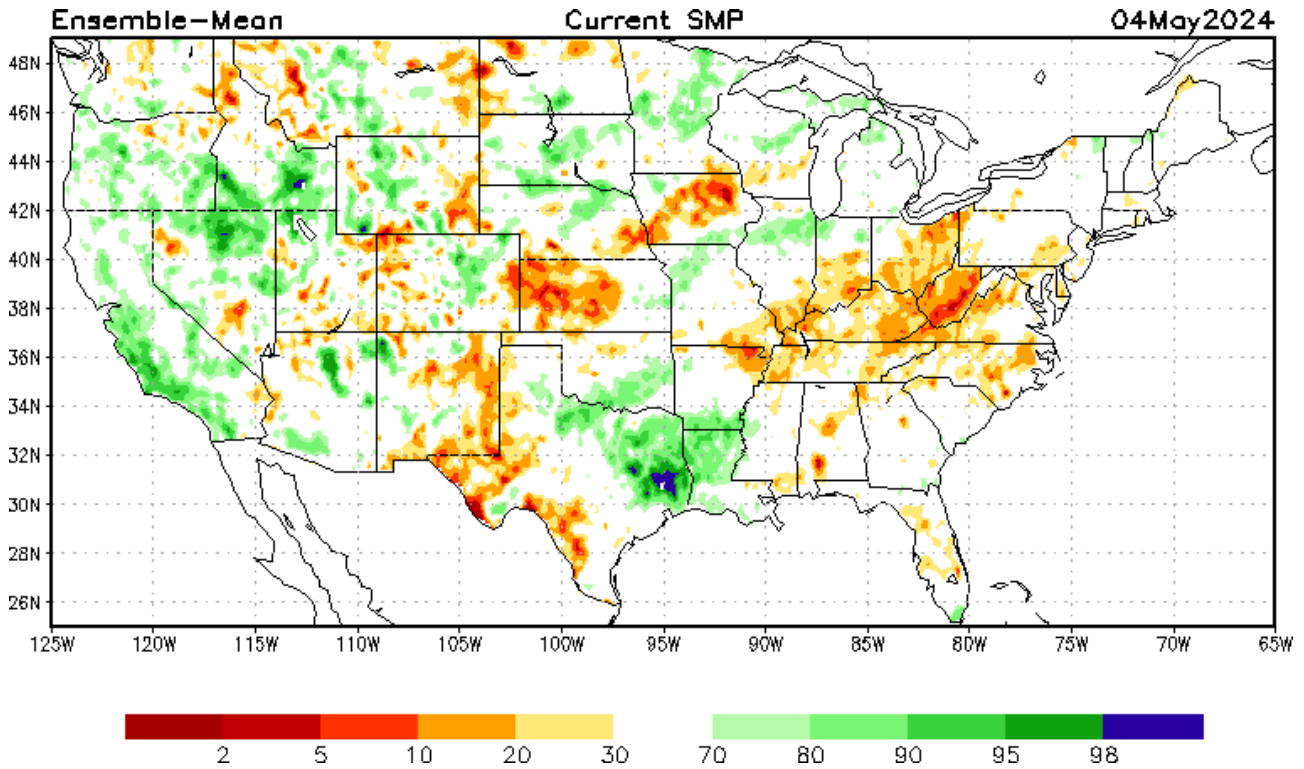 Ensemble-Mean Current SMP 04May2024
48N
46N
44N
42N
40N
38N
36N
34N
32N
30N
28N
26N
125W 120W 115W 110W 105W 100W 95W 90W 85W 80W 75W 70W 65W
2 5 10 20 30 70 80 90 95 98